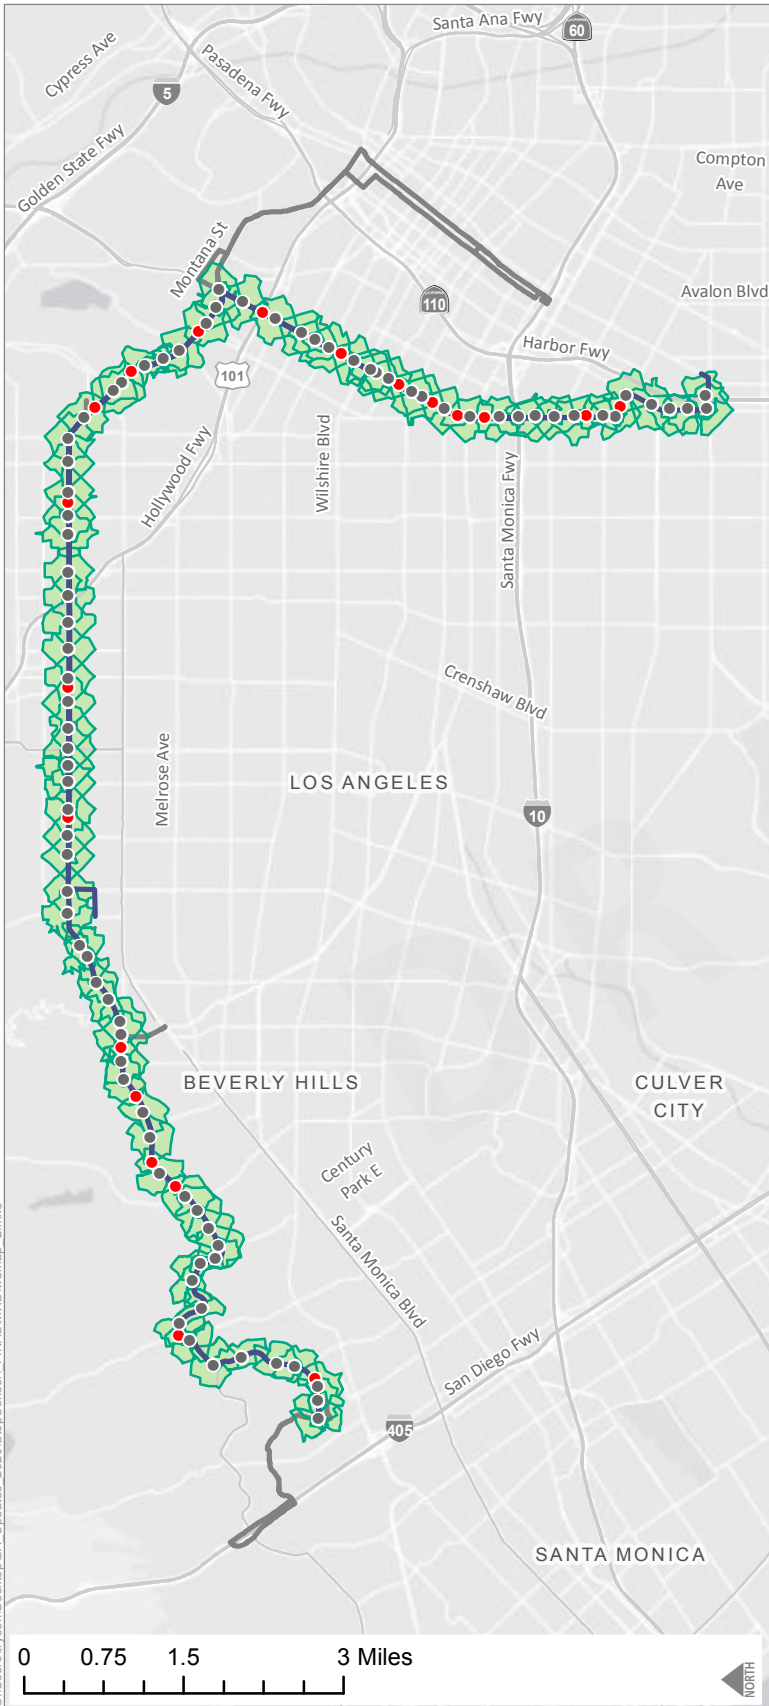 Santa Ana Fwy
60
Cypress Ave
Pasadena Fwy
5
Golden State Fwy
Compton
Ave
Montana St
110
Avalon Blvd
Harbor Fwy
101
Wilshire Blvd
Hollywood Fwy
Santa Monica Fwy
Crenshaw Blvd
Melrose Ave
LOS ANGELES
10
BEVERLY HILLS
CULVER
CITY
Century
Park E
Santa Monica Blvd
San Diego Fwy
405
SANTA MONICA
0 0.75 1.5 3 Miles
NORTH